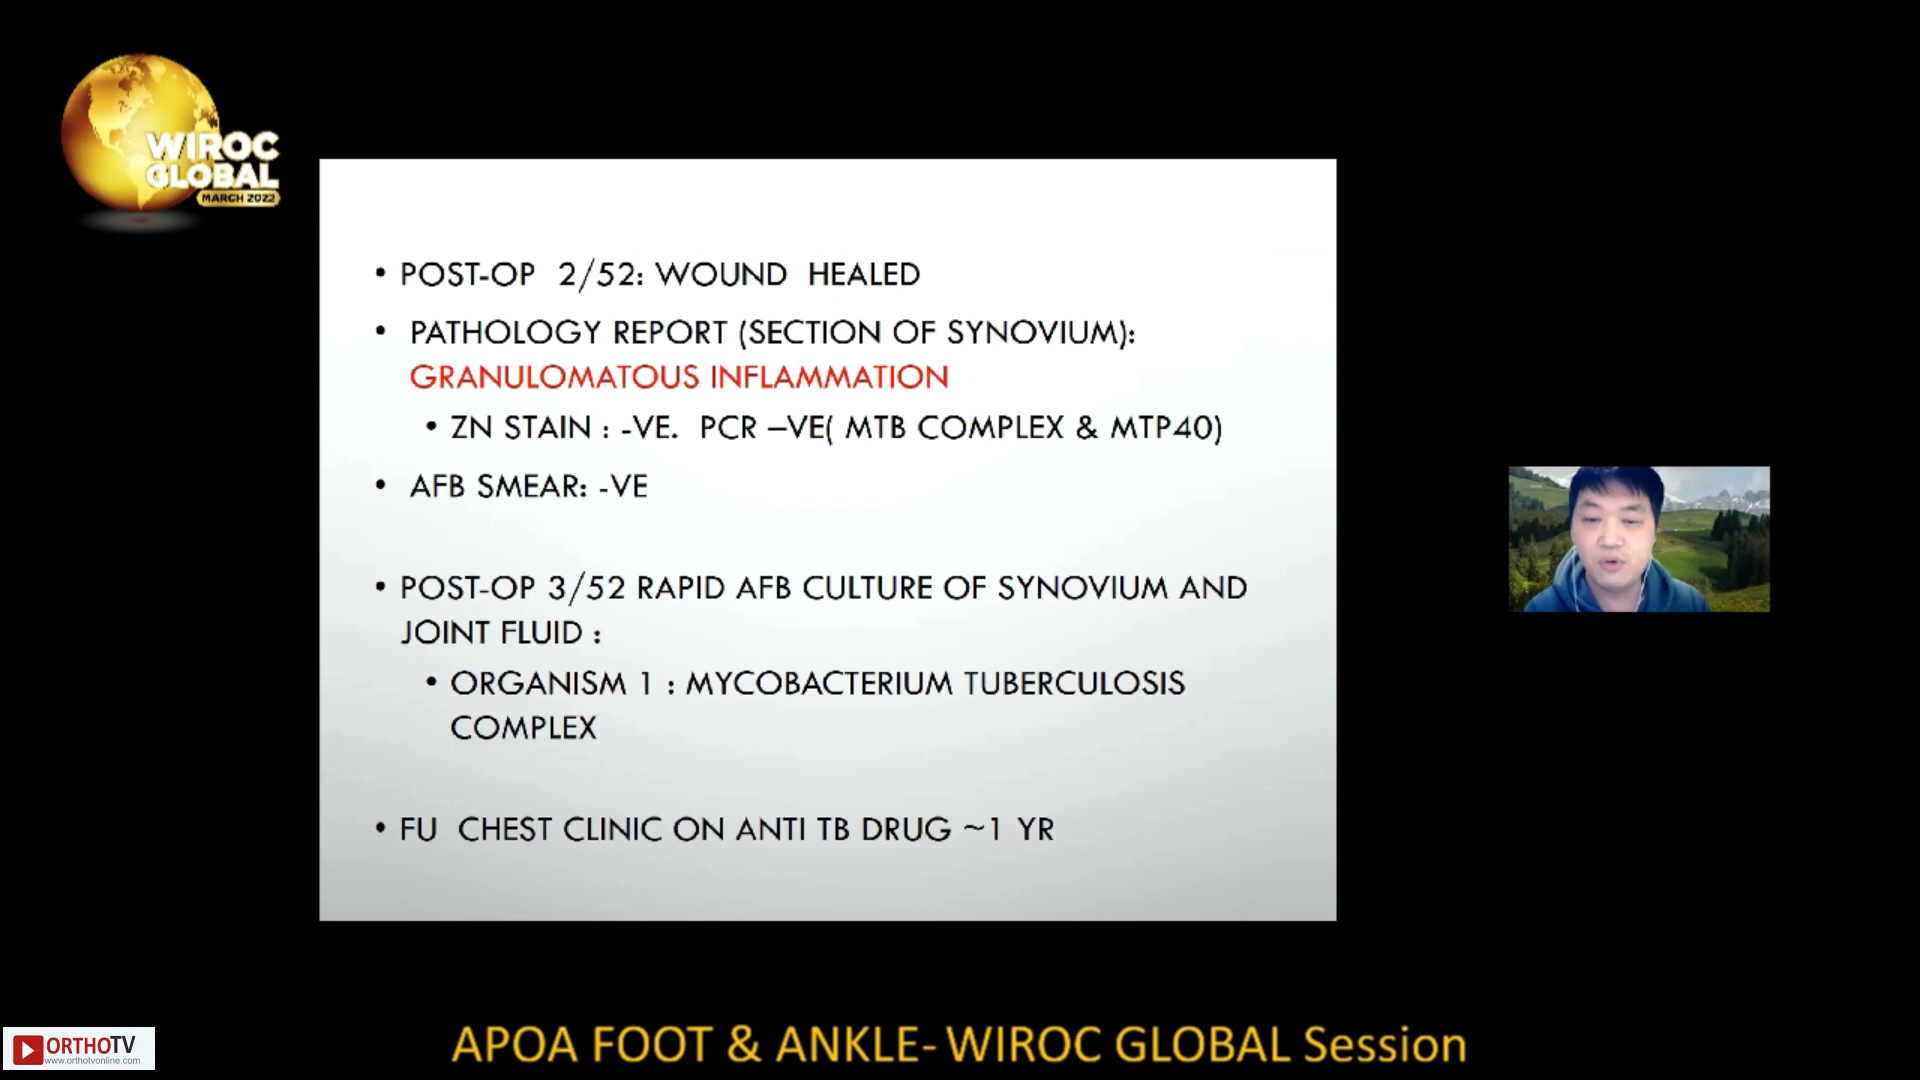 WIROC
GLOBAL
MARCH 2022
• POST-OP 2/52: WOUND HEALED
• PATHOLOGY REPORT (SECTION OF SYNOVIUM):
GRANULOMATOUS INFLAMMATION
• ZN STAIN : -VE. PCR –VE( MTB COMPLEX & MTP40)
• AFB SMEAR: -VE
• POST-OP 3/52 RAPID AFB CULTURE OF SYNOVIUM AND
JOINT FLUID :
• ORGANISM 1 : MYCOBACTERIUM TUBERCULOSIS
COMPLEX
• FU CHEST CLINIC ON ANTI TB DRUG ~1 YR
ORTHOTV
www.orthotvonline.com
APOA FOOT & ANKLE- WIROC GLOBAL Session